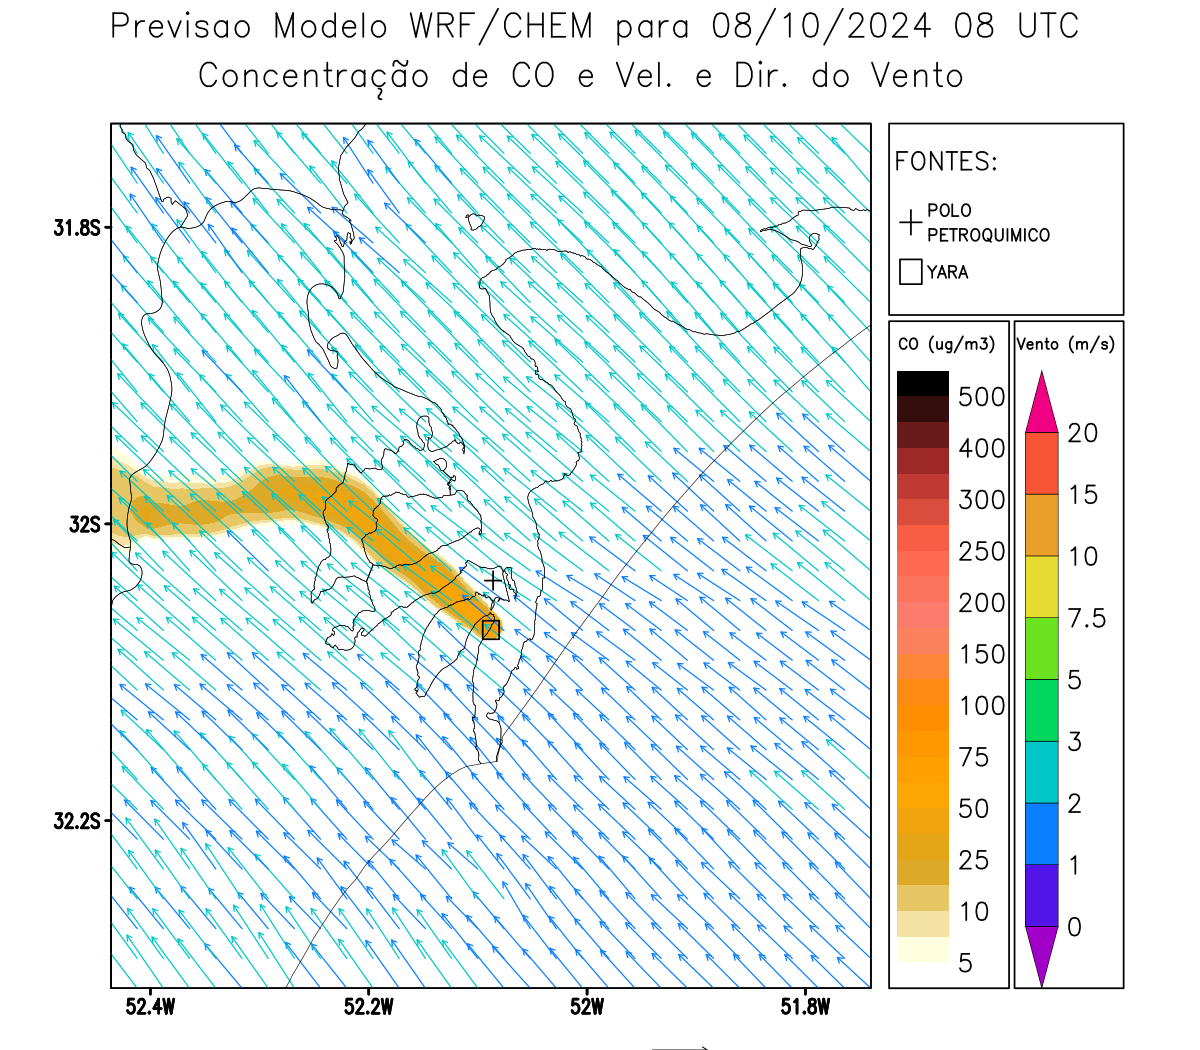 Previsao Modelo WRF/CHEM para 08/10/2024 08 UTC
Concentração de CO e Vel. e Dir. do Vento
FONTES:
POLO
PETROQUIMICO
YARA
CO (ug/m3)
500
400
300
250
200
150
100
75
50
25
10
5
Vento (m/s)
20
15
10
7.5
5
3
2
1
0
31.8S
32S
32.2S
52.4W
52.2W
52W
51.8W